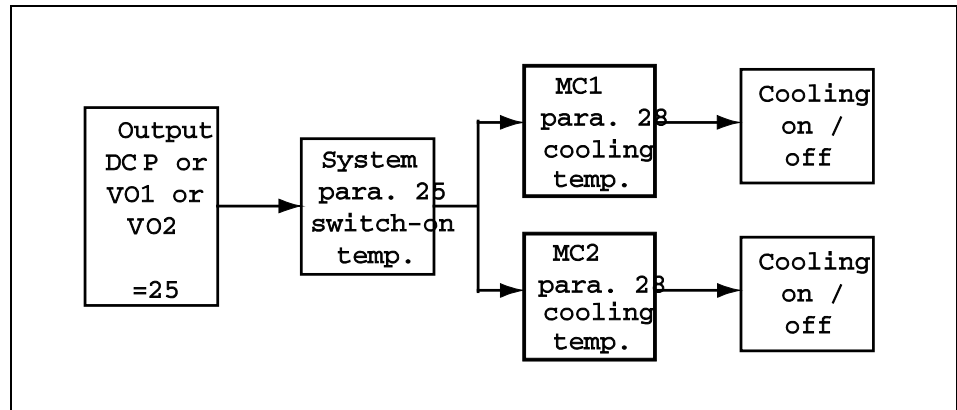 Output
DCP or
VO1 or
VO2
=25
System
para. 25
switch-on
temp.
MC1
para. 28
cooling
temp.
Cooling
on /
off
MC2
para. 28
cooling
temp.
Cooling
on /
off